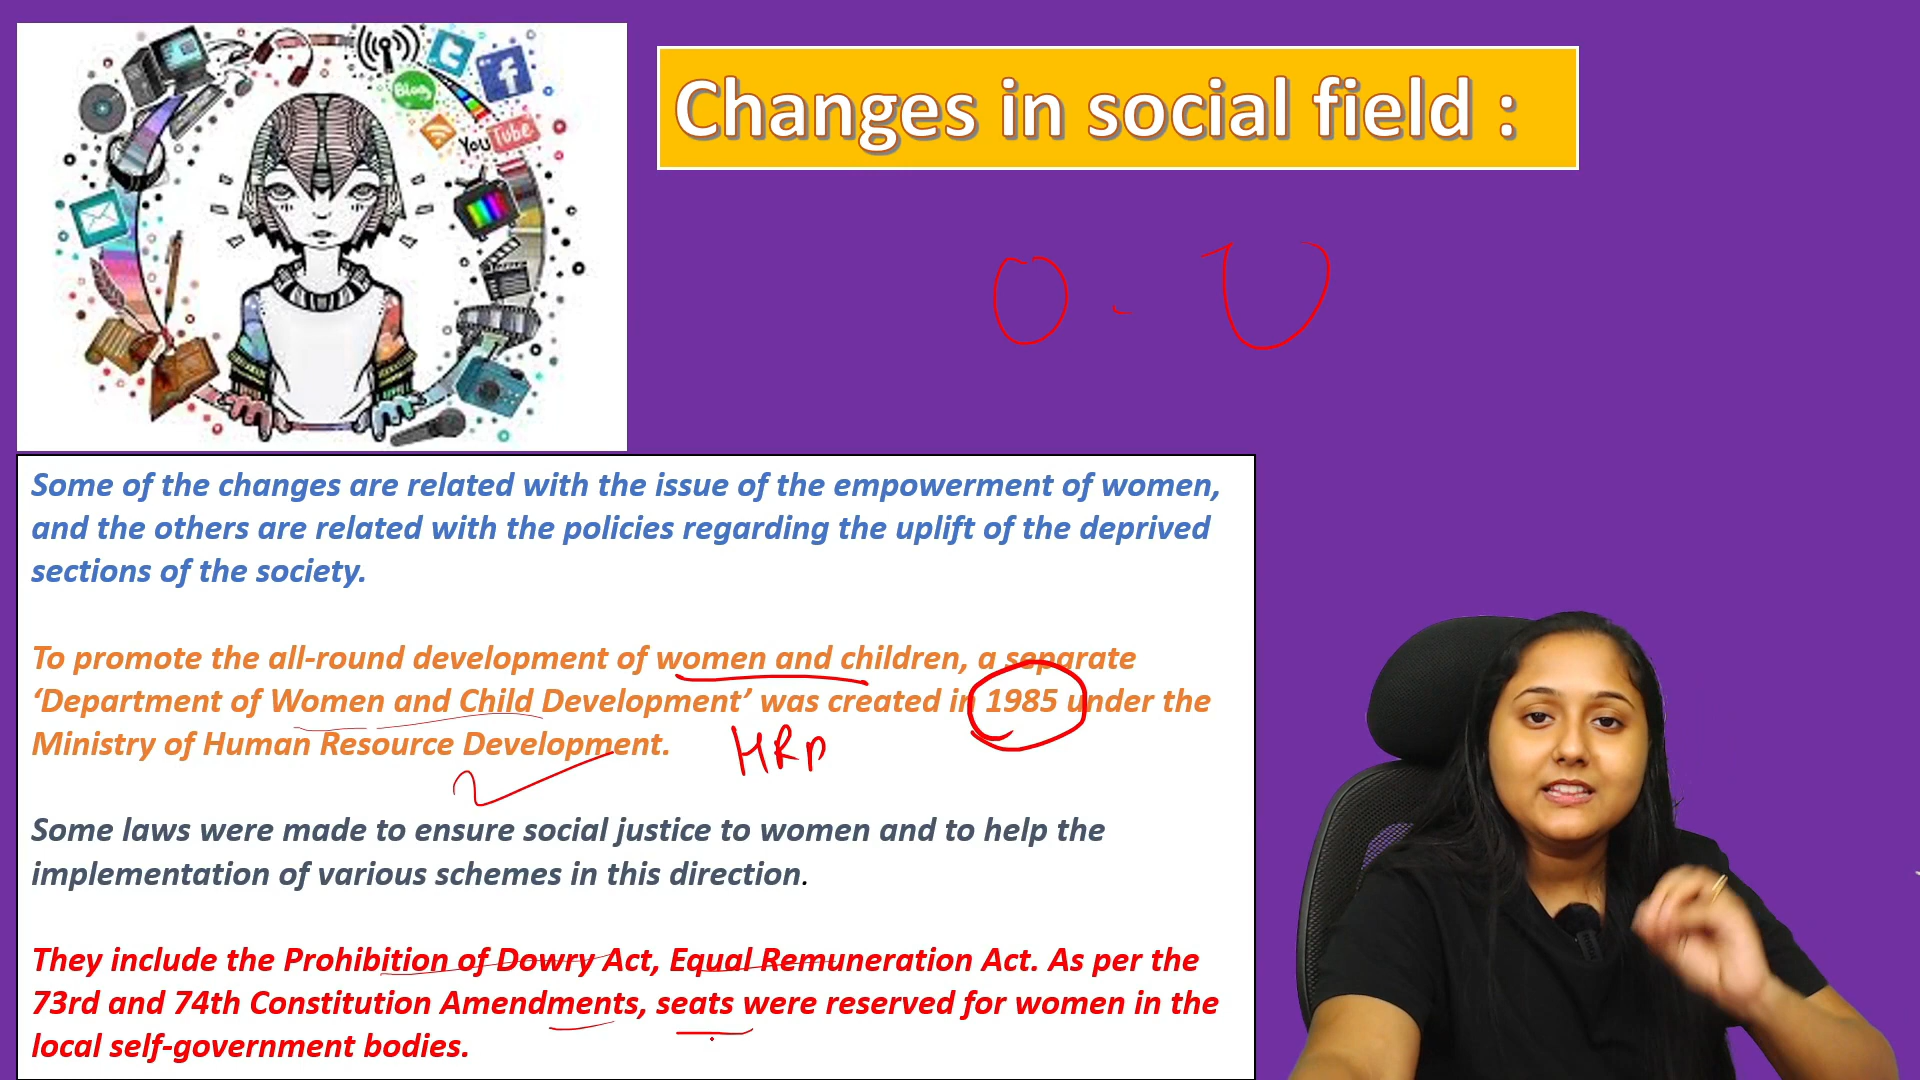 Blog
You Tube
Changes in social field :
Some of the changes are related with the issue of the empowerment of women,
and the others are related with the policies regarding the uplift of the deprived
sections of the society.
To promote the all-round development of women and children, a separate
‘Department of Women and Child Development’ was created in 1985 under the
Ministry of Human Resource Development.
HRD
Some laws were made to ensure social justice to women and to help the
implementation of various schemes in this direction.
They include the Prohibition of Dowry Act, Equal Remuneration Act. As per the
73rd and 74th Constitution Amendments, seats were reserved for women in the
local self-government bodies.